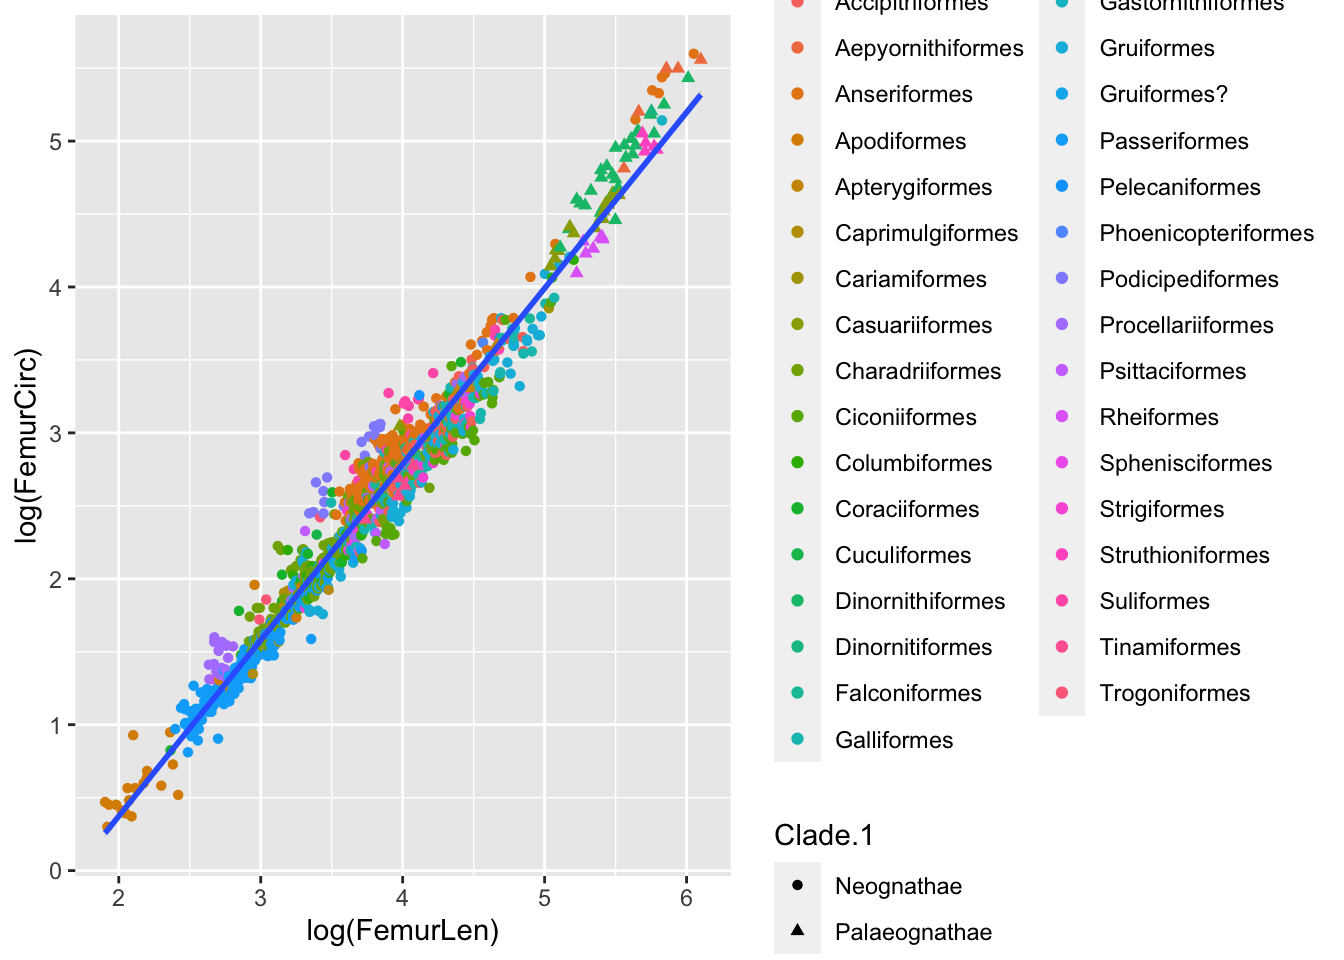 5
4
3
2
1
0
log(FemurCirc)
2
3
4
5
6
log(FemurLen)
Accipitriformes
Aepyornithiformes
Anseriformes
Apodiformes
Apterygiformes
Caprimulgiformes
Cariamiformes
Casuariiformes
Charadriiformes
Ciconiiformes
Columbiformes
Coraciiformes
Cuculiformes
Dinornithiformes
Dinornitiformes
Falconiformes
Galliformes
Gastornithiformes
Gruiformes
Gruiformes?
Passeriformes
Pelecaniformes
Phoenicopteriformes
Podicipediformes
Procellariiformes
Psittaciformes
Rheiformes
Sphenisciformes
Strigiformes
Struthioniformes
Suliformes
Tinamiformes
Trogoniformes
Clade.1
Neognathae
Palaeognathae